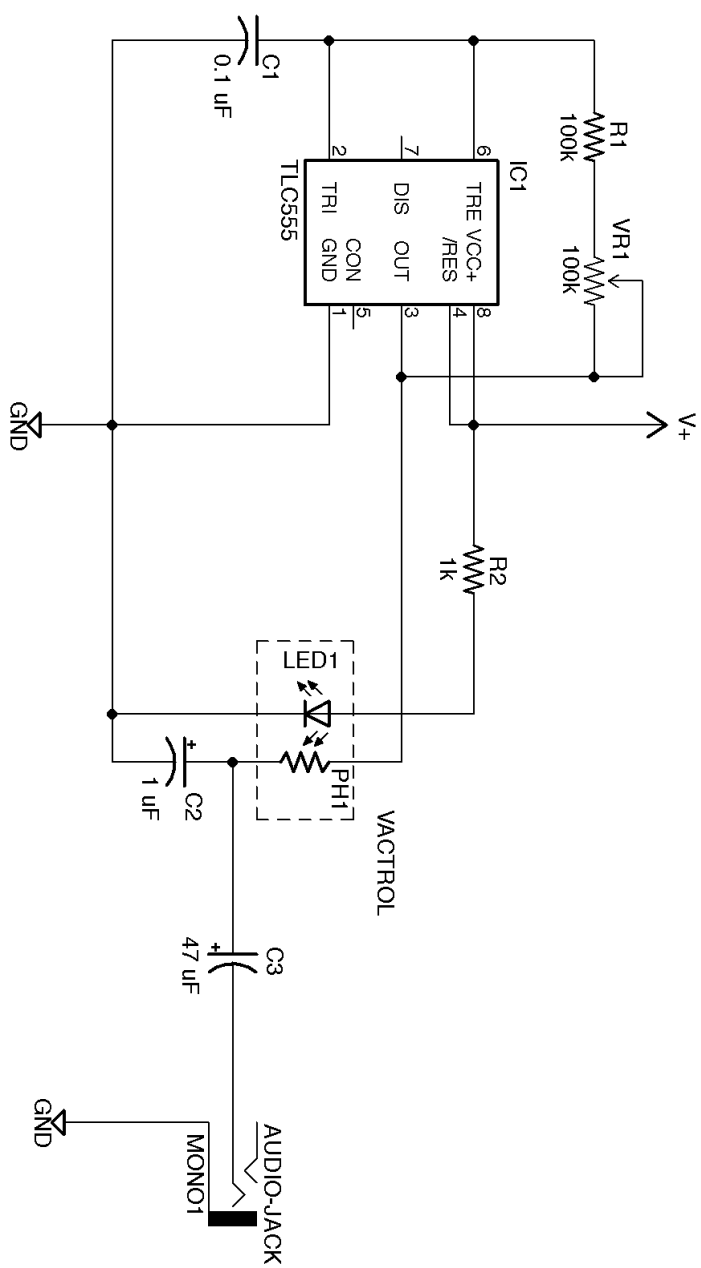 V+
R1
100k
VR1
100k
IC1
TLC555
6
7
2
TRE
DIS
TRI
VCC+
/RES
OUT
CON
GND
8
4
3
5
1
C1
0.1 uF
GND
R2
1k
LED1
PH1
VACTROL
C2
1 uF
+
C3
47 uF
+
AUDIO-JACK
MONO1
GND